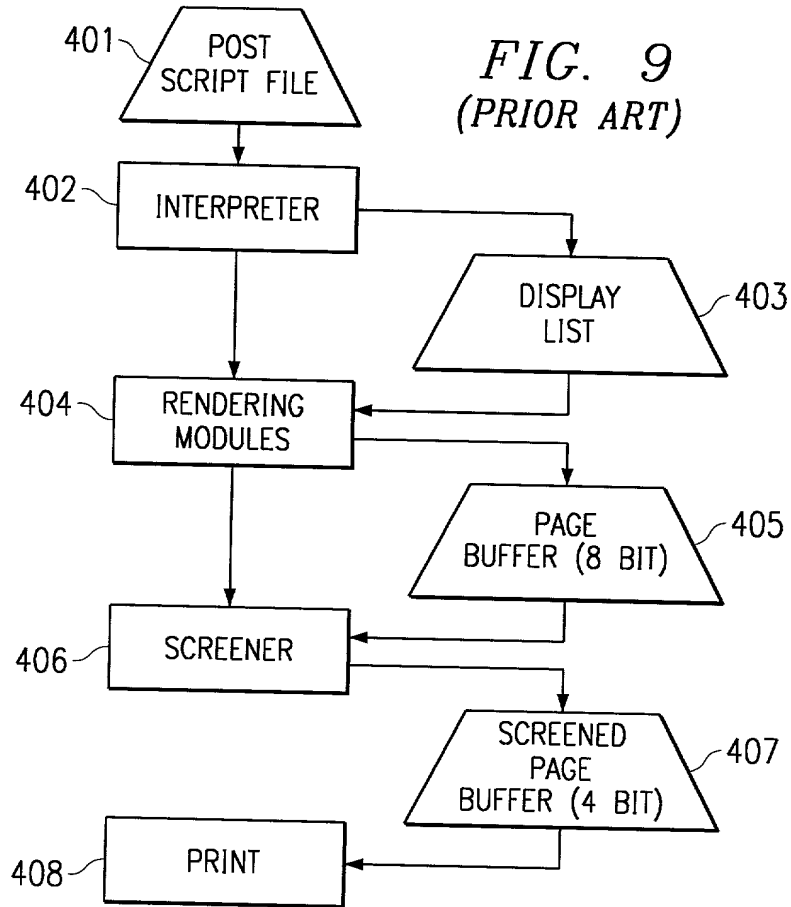 401
POST
SCRIPT FILE
FIG. 9
(PRIOR ART)
402
INTERPRETER
DISPLAY
LIST
403
404
RENDERING
MODULES
PAGE
BUFFER (8 BIT)
405
406
SCREENER
SCREENED
PAGE
BUFFER (4 BIT)
407
408
PRINT